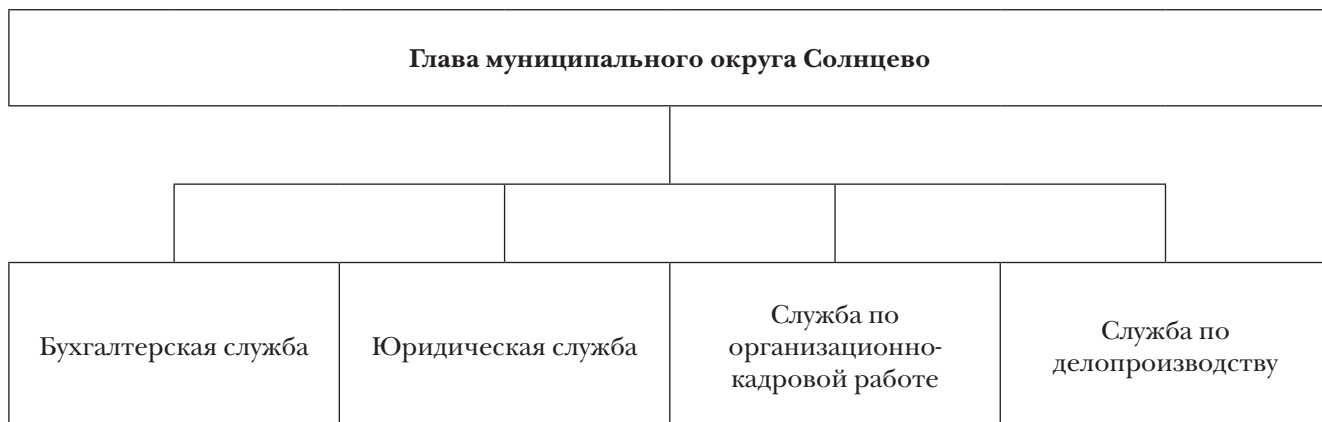 Глава муниципального округа Солнцево
Бухгалтерская служба
Юридическая служба
Служба по
организационно-
кадровой работе
Служба по
делопроизводству